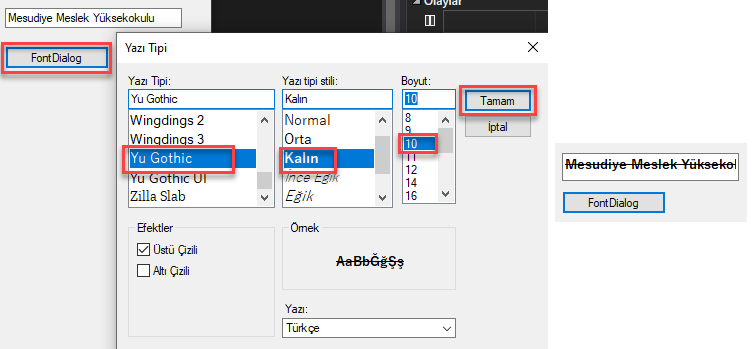 Olaylar
Mesudiye Meslek Yüksekokulu
FontDialog
Yazı Tipi
Yazı Tipi:
Yu Gothic
Wingdings 2
Wingdings 3
Yu Gothic
Yu Gothic UI
Zilla Slab
Yazı tipi stili:
Kalın
Normal
Orta
Kalın
İnce Eğik
Eğik
Boyut:
10
8
9
10
11
12
14
16
Tamam
İptal
Efektler
Üstü Çizili
Altı Çizili
Örnek
AaBbĞğŞş
Yazı:
Türkçe
Mesudiye Meslek Yüksekol
FontDialog